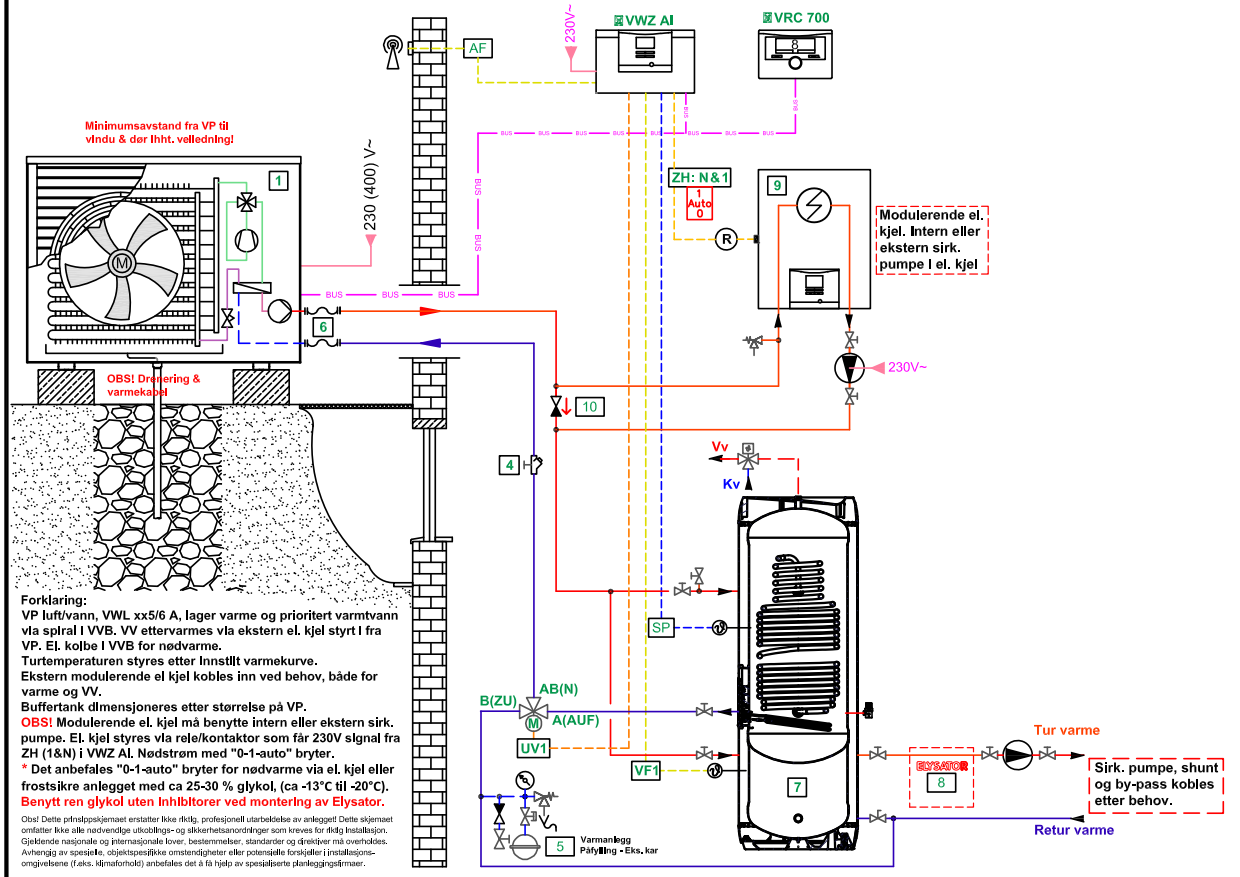 230V~
VWZ AI
VRC 700
AF
Minimumsavstand fra VP til
vindu & dør ihht. veiledning!
1
230 (400) V~
BUS
BUS
BUS
BUS
BUS
BUS
BUS
BUS
BUS
BUS
BUS
BUS
ZH: N&1
1
Auto
0
R
9
Modulerende el.
kjel. Intern eller
ekstern sirk.
pumpe i el. kjel
M
6
230V~
OBS! Drenering &
varmekabel
10
4
Vv
Kv
SP
AB(N)
B(ZU)
A(AUF)
M
UV1
VF1
7
Tur varme
ELYSATOR
8
Sirk. pumpe, shunt
og by-pass kobles
etter behov.
Retur varme
5
Varmanlegg
Påfylling - Eks. kar
Forklaring:
VP luft/vann, VWL xx5/6 A, lager varme og prioritert varmtvann
via spiral i VVB. VV ettervarmes via ekstern el. kjel styrt i fra
VP. El. kolbe i VVB for nødvarme.
Turtemperaturen styres etter innstilt varmekurve.
Ekstern modulerende el kjel kobles inn ved behov, både for
varme og VV.
Buffertank dimensjoneres etter størrelse på VP.
OBS! Modulerende el. kjel må benytte intern eller ekstern sirk.
pumpe. El. kjel styres via rele/kontaktor som får 230V signal fra
ZH (1&N) i VWZ AI. Nødstrøm med "0-1-auto" bryter.
* Det anbefales "0-1-auto" bryter for nødvarme via el. kjel eller
frostsikre anlegget med ca 25-30 % glykol, (ca -13°C til -20°C).
Benytt ren glykol uten inhibitorer ved montering av Elysator.
Obs! Dette prinsippskjemaet erstatter ikke riktig, profesjonell utarbeidelse av anlegget! Dette skjemaet
omfatter ikke alle nødvendige utkoblings- og sikkerhetsanordninger som kreves for riktig installasjon.
Gjeldende nasjonale og internasjonale lover, bestemmelser, standarder og direktiver må overholdes.
Avhengig av spesielle, objektspesifikke omstendigheter eller potensielle forskjeller i installasjons-
omgivelsene (f.eks. klimaforhold) anbefales det å få hjelp av spesialiserte planleggingsfirmaer.